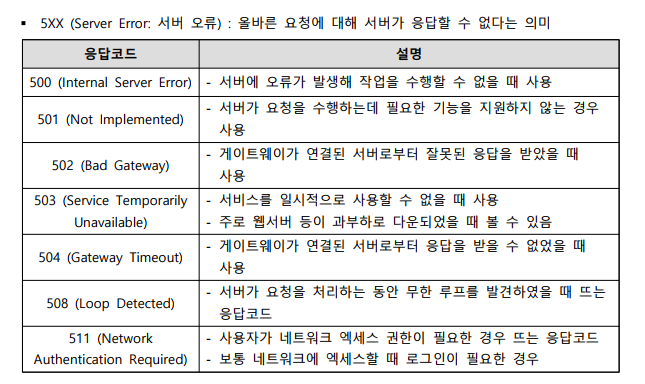 ▪ 5XX (Server Error: 서버 오류) : 올바른 요청에 대해 서버가 응답할 수 없다는 의미
응답코드 설명
500 (Internal Server Error) - 서버에 오류가 발생해 작업을 수행할 수 없을 때 사용
501 (Not Implemented) - 서버가 요청을 수행하는데 필요한 기능을 지원하지 않는 경우
사용
502 (Bad Gateway) - 게이트웨이가 연결된 서버로부터 잘못된 응답을 받았을 때
사용
503 (Service Temporarily
Unavailable)
- 서비스를 일시적으로 사용할 수 없을 때 사용
- 주로 웹서버 등이 과부하로 다운되었을 때 볼 수 있음
504 (Gateway Timeout) - 게이트웨이가 연결된 서버로부터 응답을 받을 수 없었을 때
사용
508 (Loop Detected) - 서버가 요청을 처리하는 동안 무한 루프를 발견하였을 때 뜨는
응답코드
511 (Network
Authentication Required)
- 사용자가 네트워크 엑세스 권한이 필요한 경우 뜨는 응답코드
- 보통 네트워크에 엑세스할 때 로그인이 필요한 경우